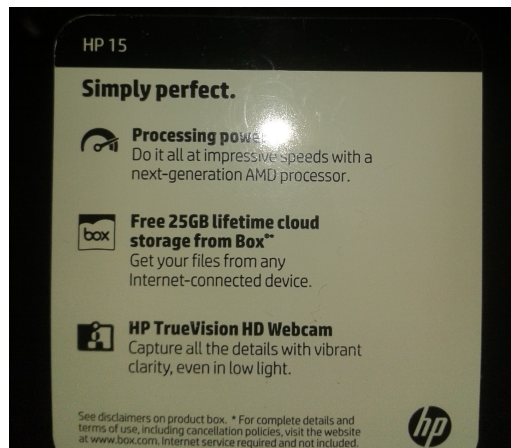 HP 15
Simply perfect.
Processing power
Do it all at impressive speeds with a
next-generation AMD processor.
box
Free 25GB lifetime cloud
storage from Box®*
Get your files from any
Internet-connected device.
HP TrueVision HD Webcam
Capture all the details with vibrant
clarity, even in low light.
See disclaimers on product box. * For complete details and
terms of use, including cancellation policies, visit the website
at www.box.com. Internet service required and not included.
hp